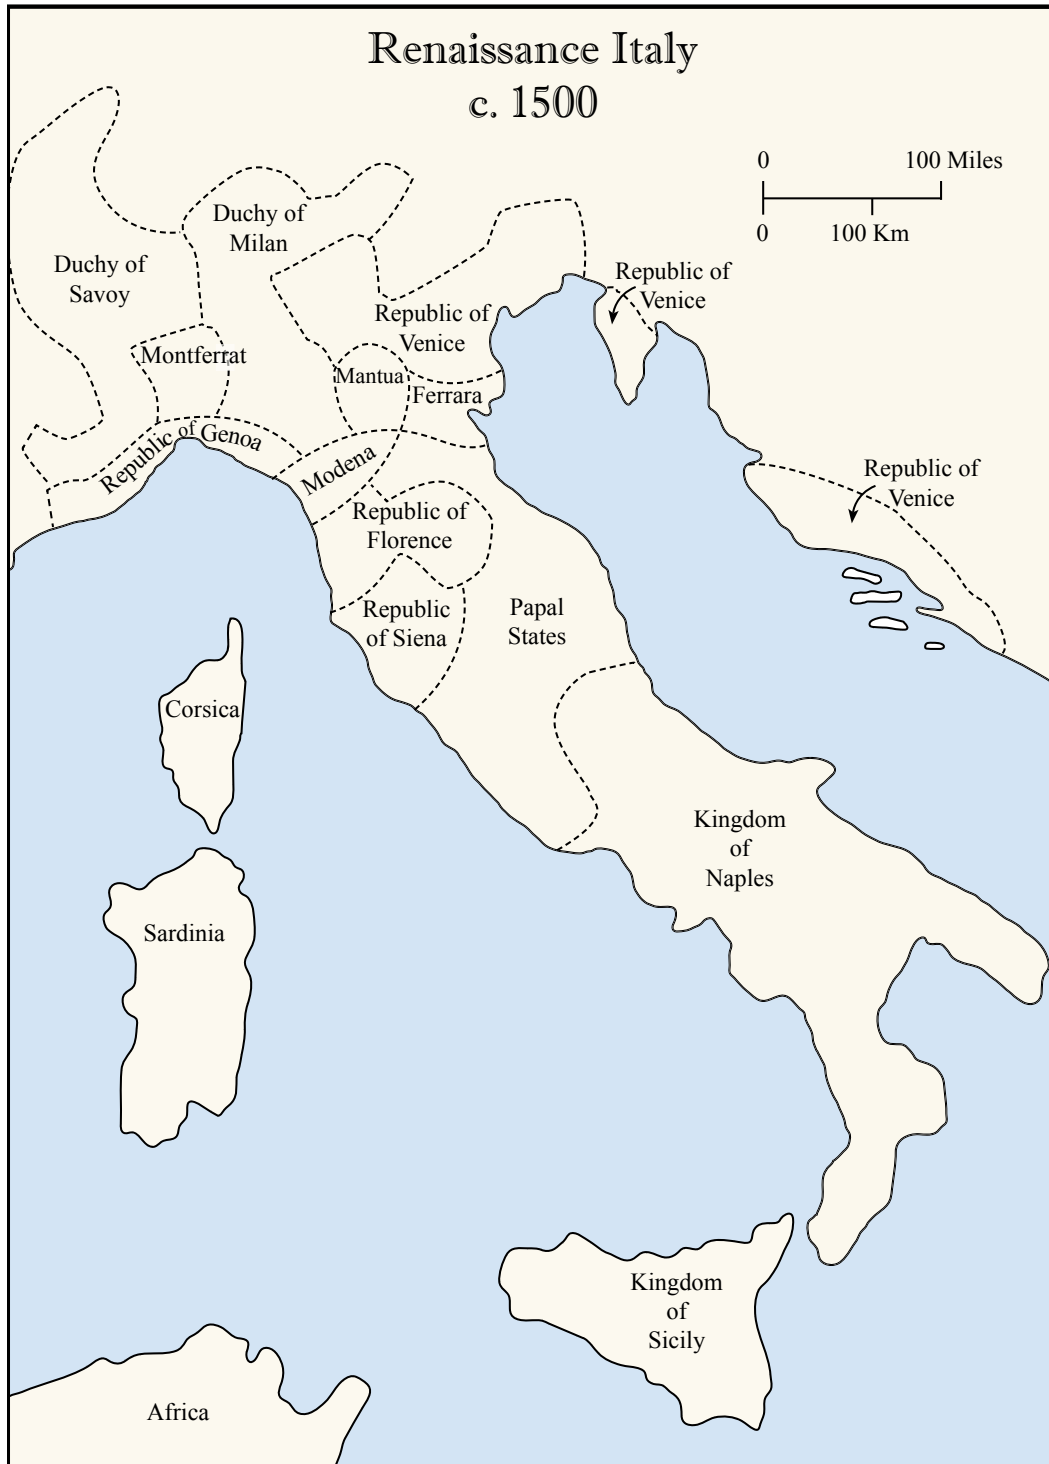 Renaissance Italy
c. 1500
0 100 Miles
0 100 Km
Duchy of
Milan
Duchy of
Savoy
Republic of
Venice
Republic of
Venice
Montferrat
Mantua
Ferrara
Republic of Genoa
Modena
Republic of
Venice
Republic of
Florence
Republic
of Siena
Papal
States
Corsica
Kingdom
of
Naples
Sardinia
Kingdom
of
Sicily
Africa